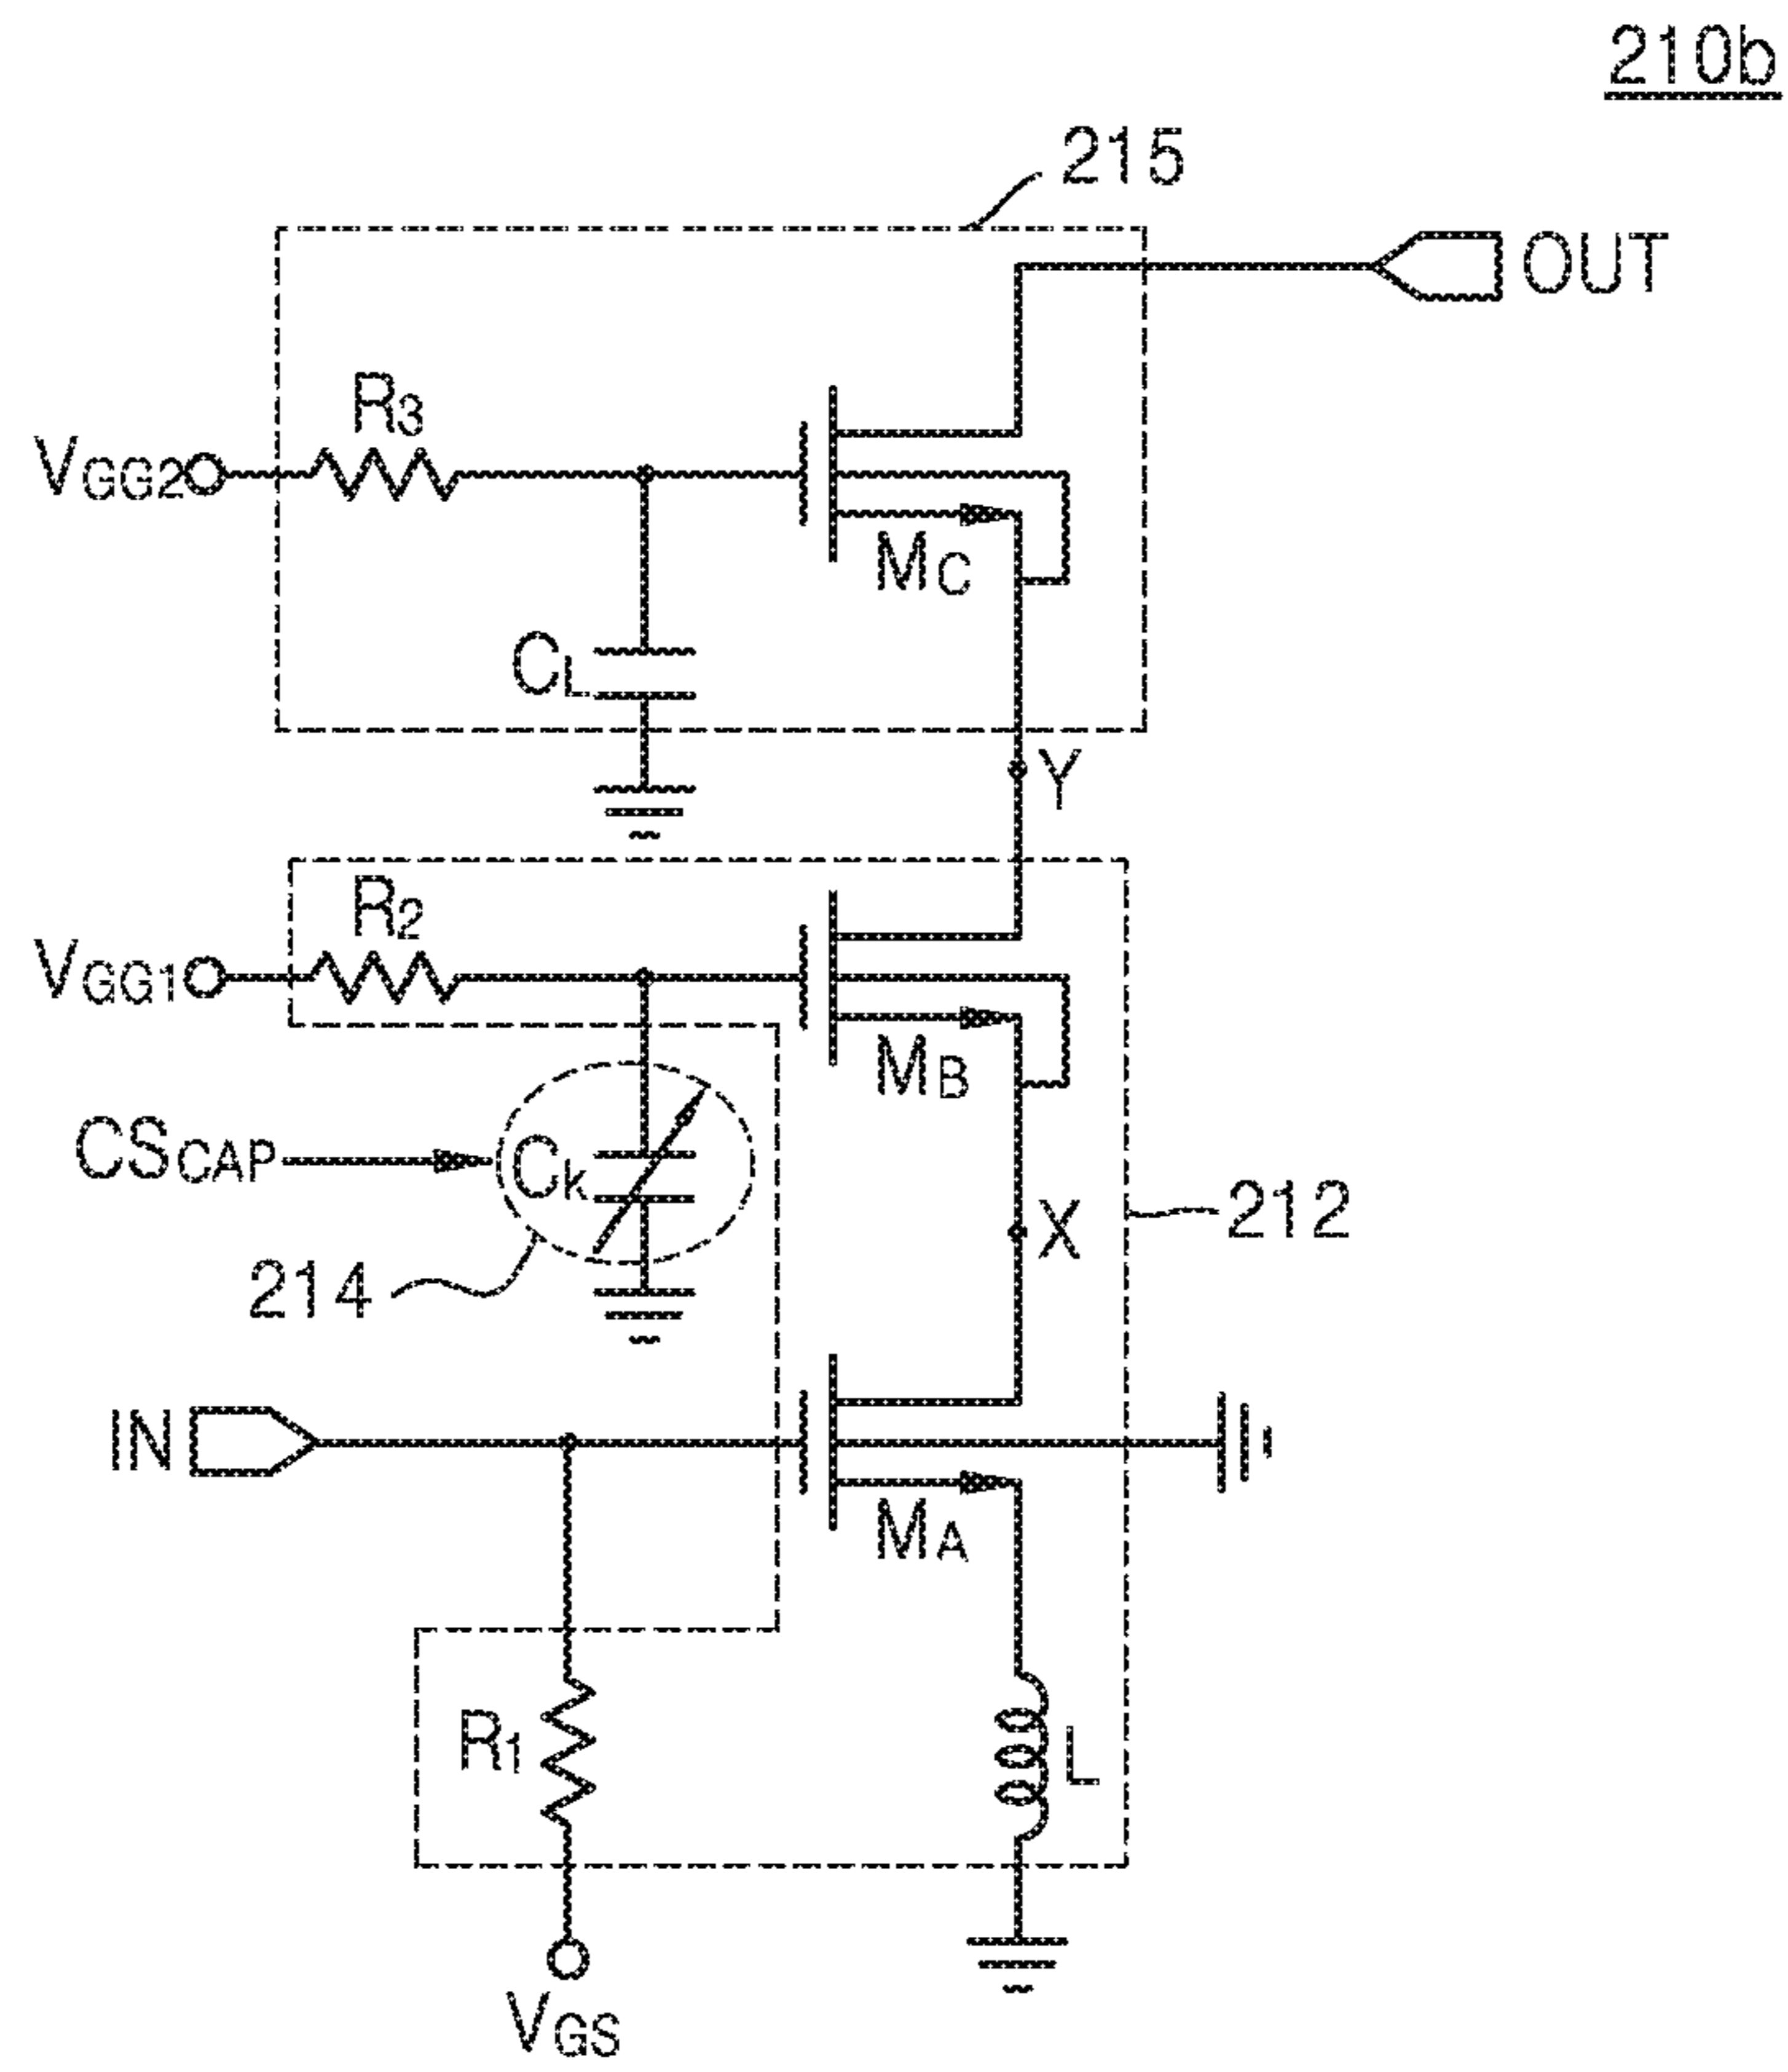 210b
215
OUT
R3
VGG2
MC
CL
Y
R2
VGG1
MB
CSCAP
Ck
X
212
214
IN
MA
R1
L
VGS